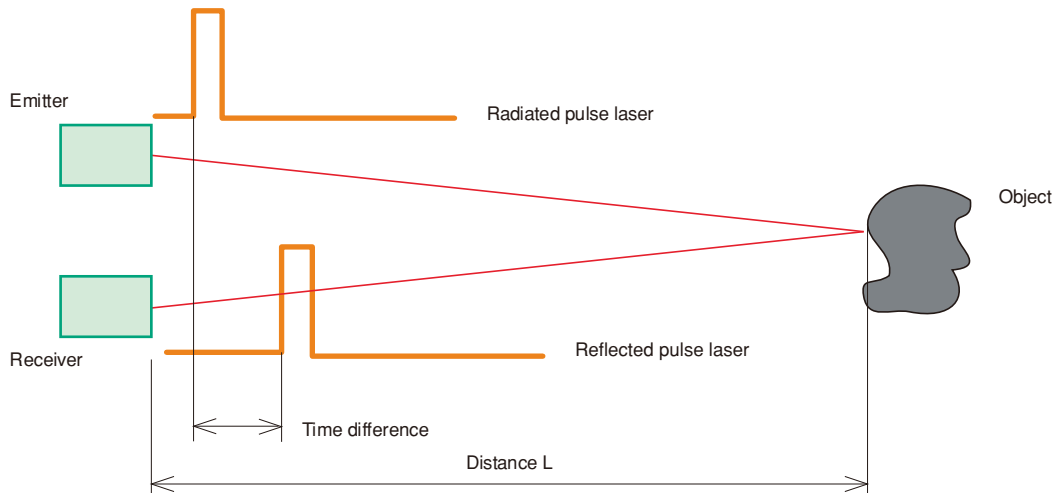 Emitter
Radiated pulse laser
Object
Receiver
Reflected pulse laser
Time difference
Distance L